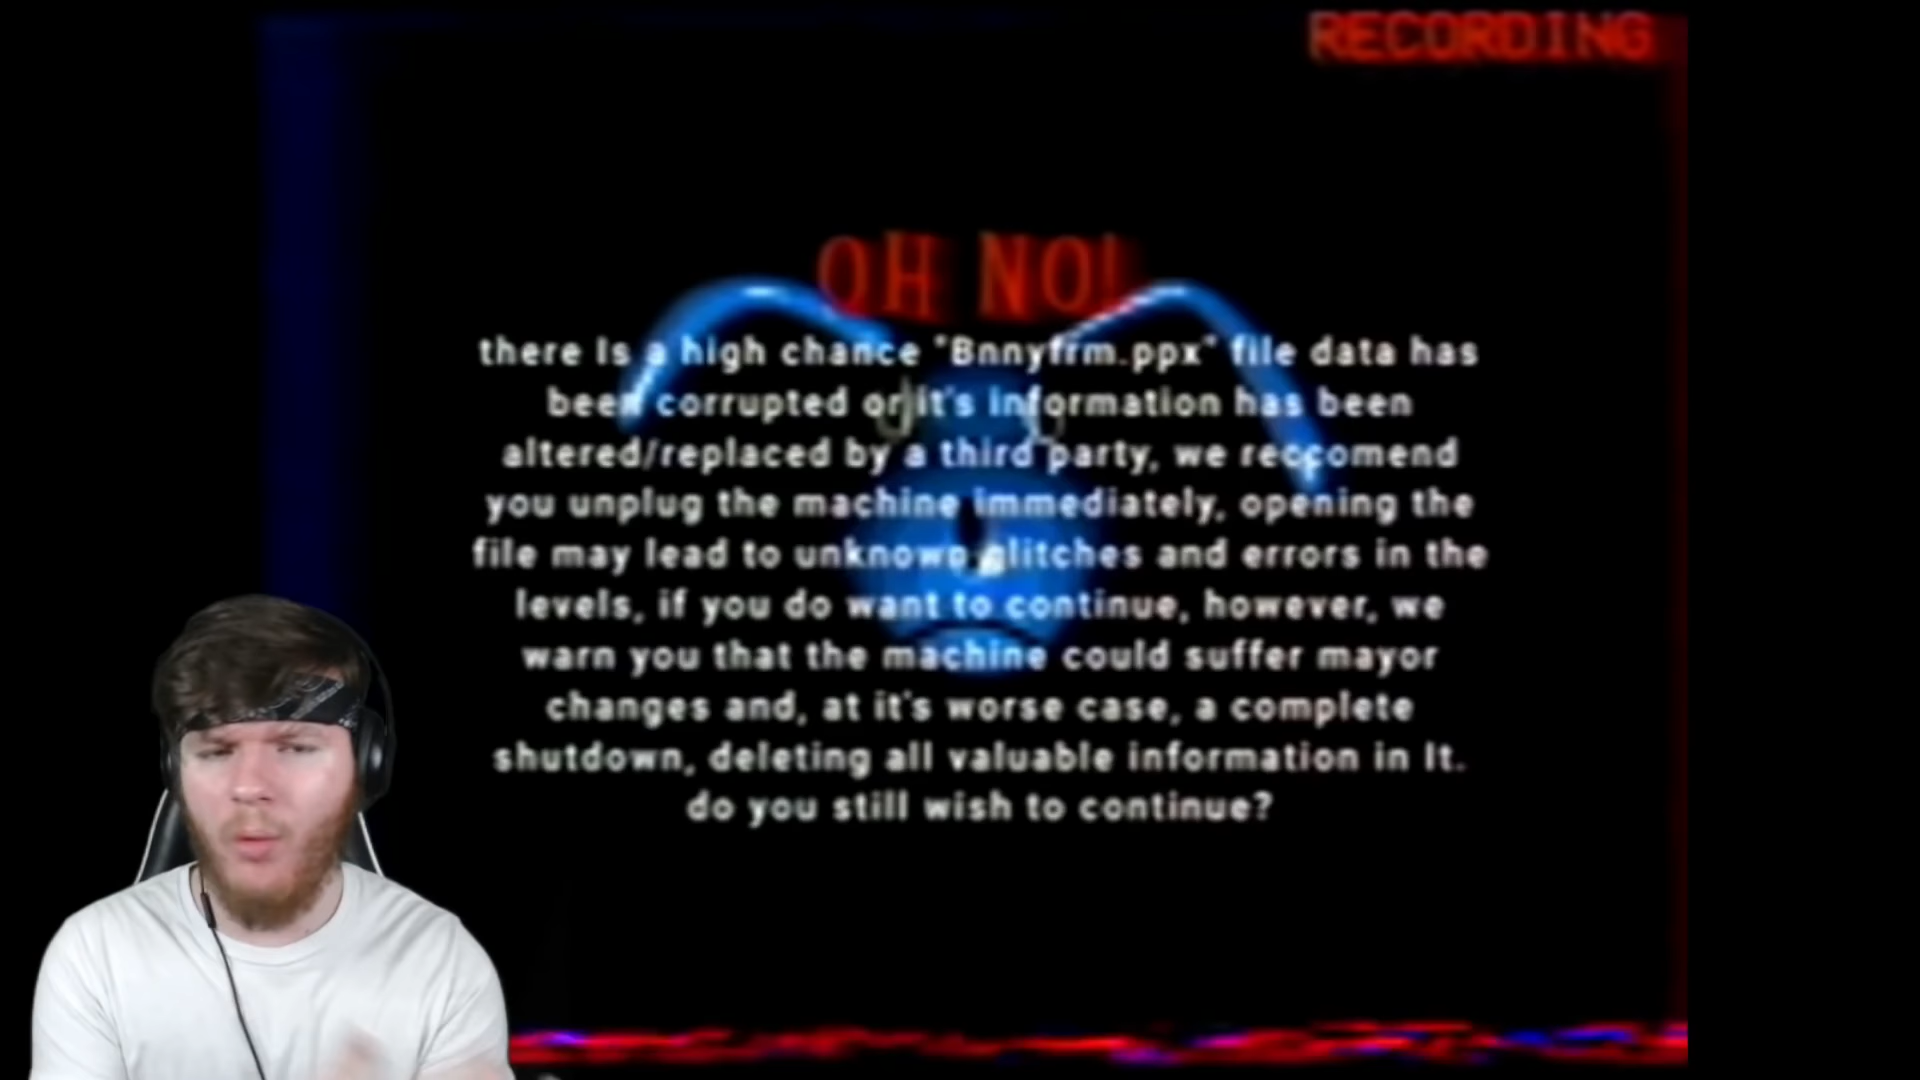 RECORDING
OH NO!
there Is a high chance "Bnnyfrm.ppx" file data has
been corrupted or it's information has been
altered/replaced by a third party, we reccomend
you unplug the machine immediately, opening the
file may lead to unknown glitches and errors in the
levels, if you do want to continue, however, we
warn you that the machine could suffer mayor
changes and, at it's worse case, a complete
shutdown, deleting all valuable information in It.
do you still wish to continue?